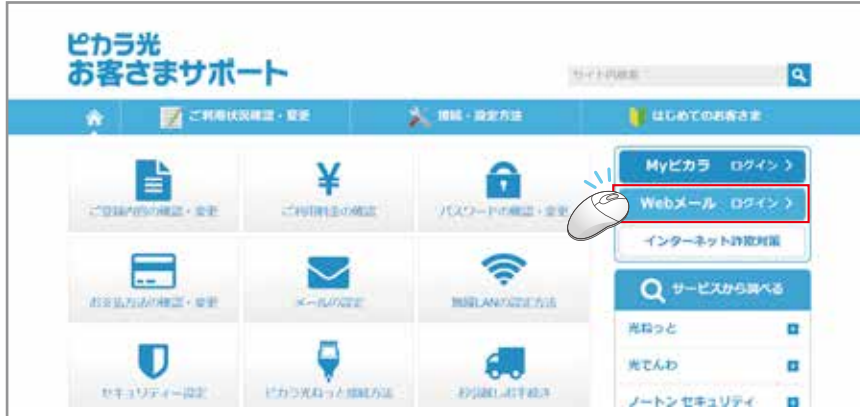 ピカラ光
お客さまサポート
サイト内検索
ご利用状況確認・変更
接続・設定方法
はじめてのお客さま
ご登録内容の確認・変更
¥
ご利用料金の確認
パスワードの確認・変更
Myピカラ ログイン
Webメール ログイン
インターネット詐欺対策
お支払方法の確認・変更
メールの設定
無線LANの設定方法
サービスから調べる
光ねっと
光でんわ
ノートン セキュリティ
セキュリティー設定
ピカラ光ねっと接続方法
お引越しお手続き